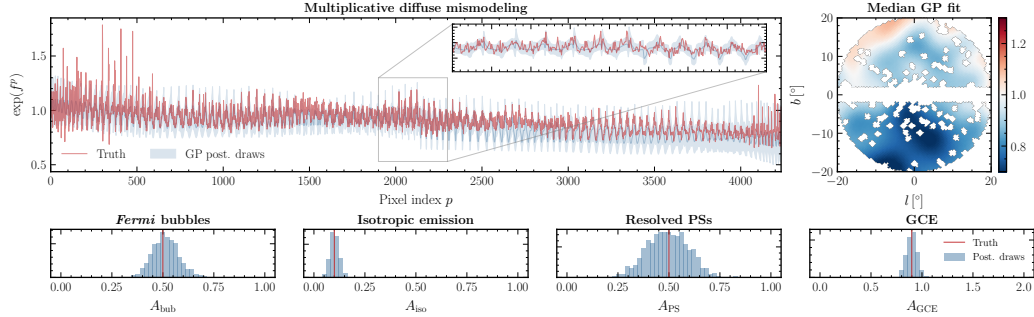 Multiplicative diffuse mismodeling
Median GP fit
exp(f^p)
1.5
1.0
0.5
Truth
GP post. draws
0
500
1000
1500
2000
2500
3000
3500
4000
Pixel index p
b [°]
20
10
0
−10
−20
−20
0
20
l [°]
1.2
1.0
0.8
Fermi bubbles
Isotropic emission
Resolved PSs
GCE
0.00
0.25
0.50
0.75
1.00
A_bub
0.00
0.25
0.50
0.75
1.00
A_iso
0.00
0.25
0.50
0.75
1.00
A_PS
Truth
Post. draws
0.0
0.5
1.0
1.5
2.0
A_GCE